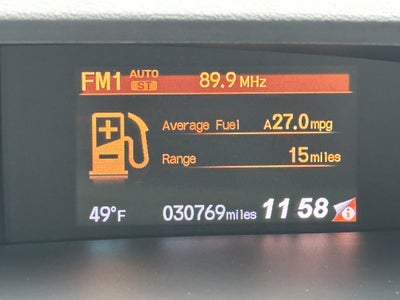 FM1 AUTO ST 89.9 MHz
Average Fuel A27.0mpg
Range 15miles
49°F 030769miles 11 58 i